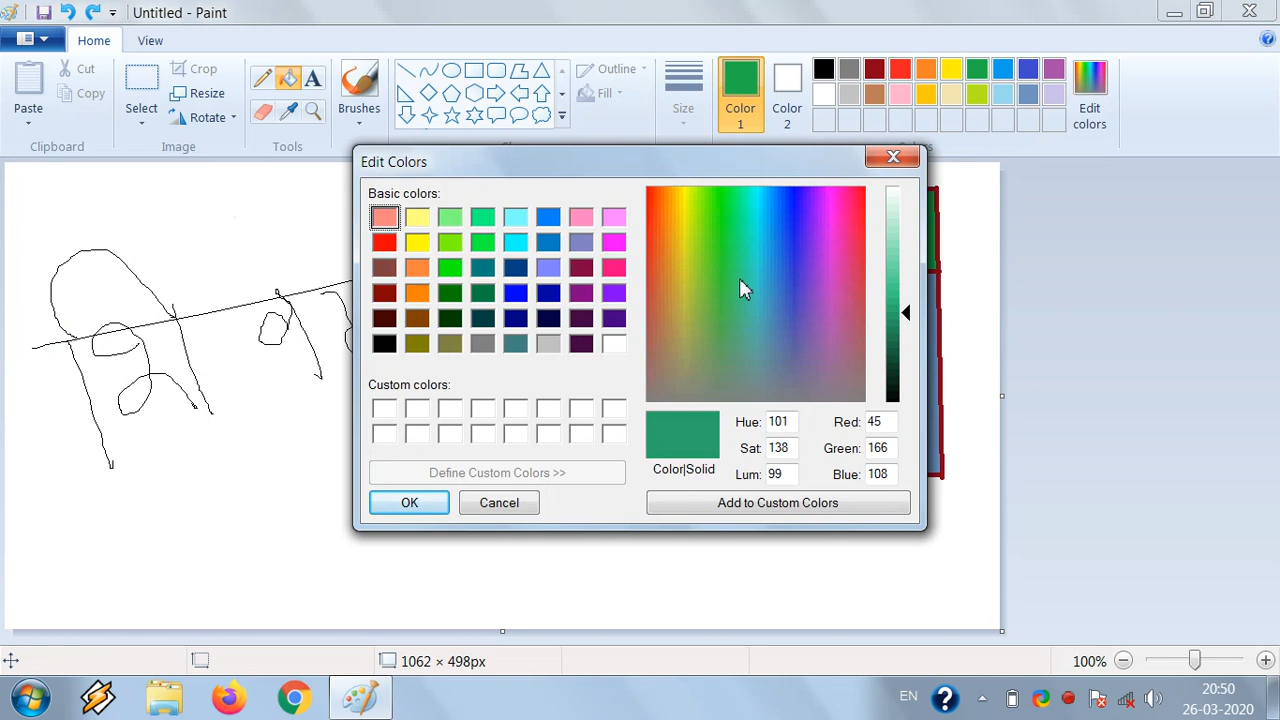 Untitled - Paint
Home View
Paste
Cut
Copy
Clipboard
Select
Crop
Resize
Rotate
Image
A
Tools
Brushes
Outline
Fill
Size
Color 1
Color 2
Edit colors
Edit Colors
Basic colors:
Custom colors:
Define Custom Colors >>
OK Cancel
Color|Solid
Hue: 101 Red: 45
Sat: 138 Green: 166
Lum: 99 Blue: 108
Add to Custom Colors
1062 × 498px
100%
EN
20:50
26-03-2020